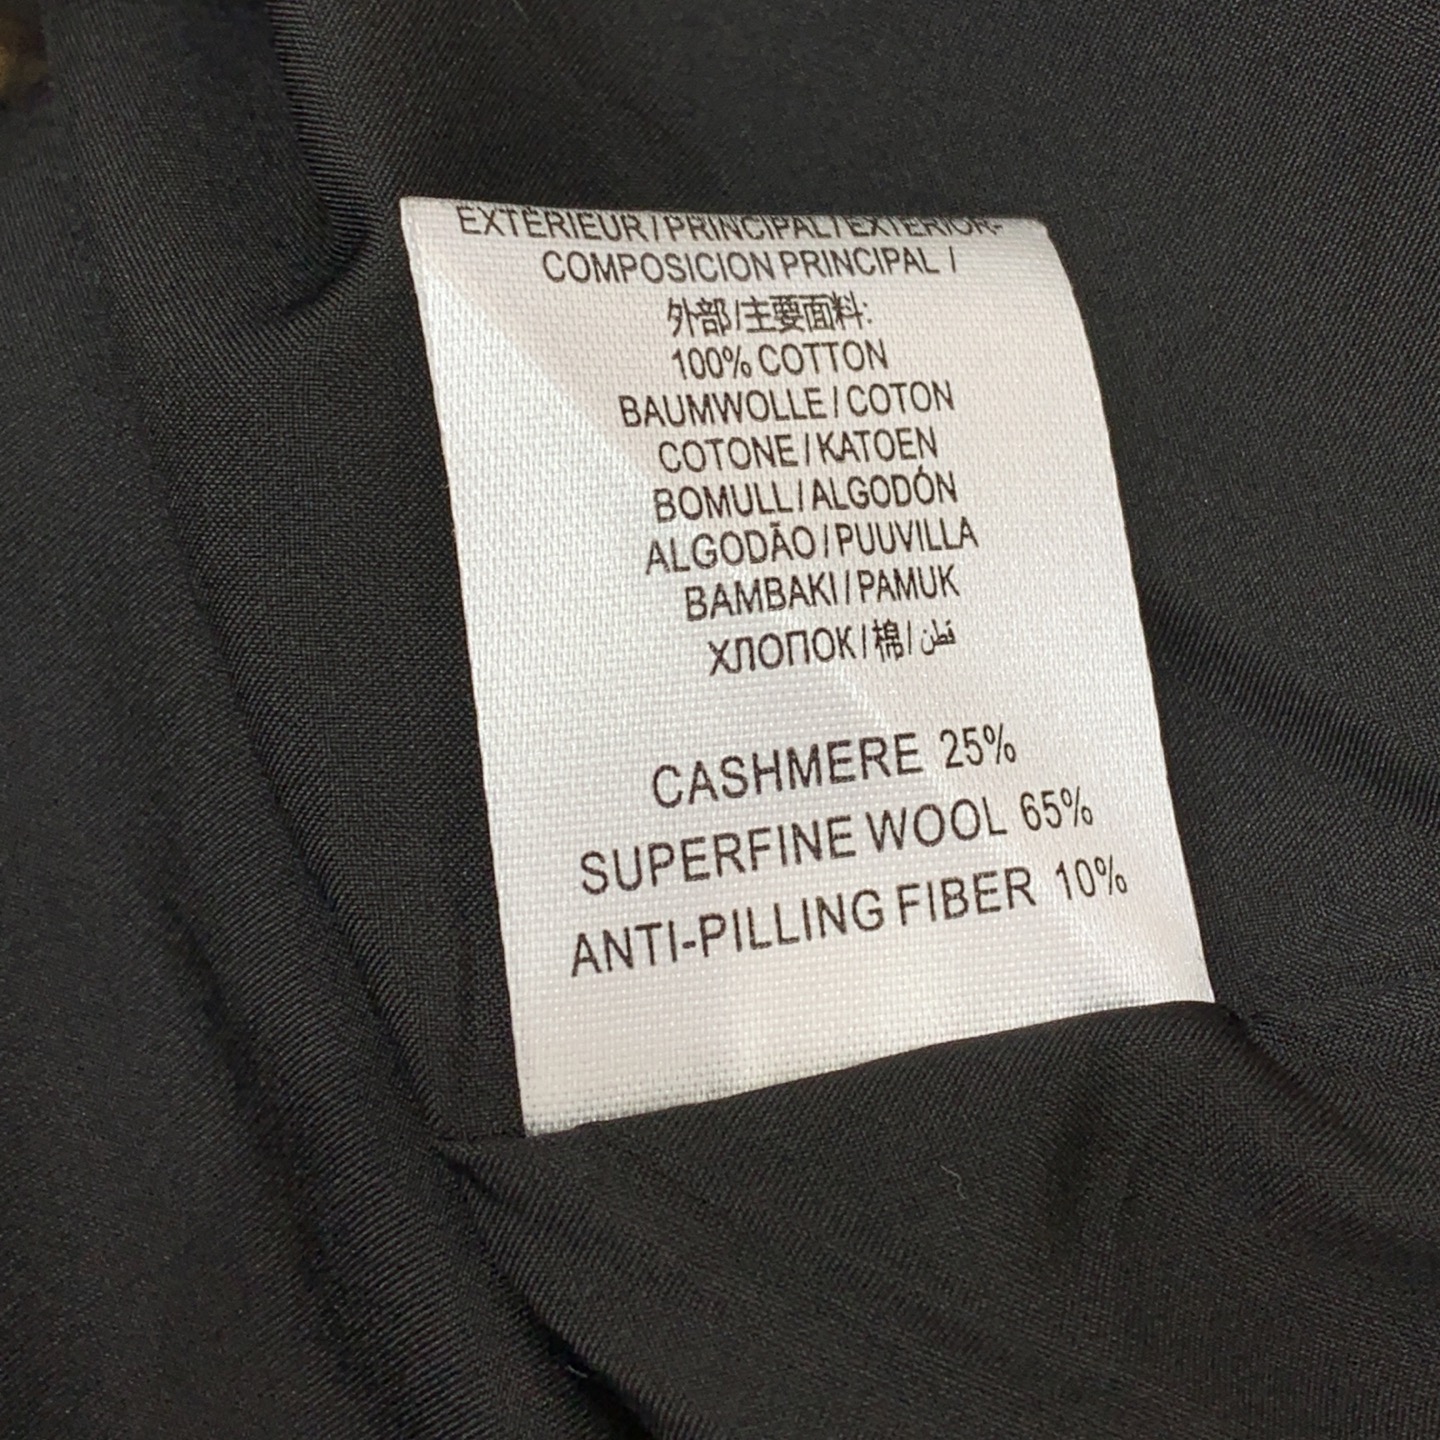 EXTÉRIEUR / PRINCIPAL / EXTERIOR-
COMPOSICION PRINCIPAL /
外部/主要面料:
100% COTTON
BAUMWOLLE / COTON
COTONE / KATOEN
BOMULL / ALGODÓN
ALGODÃO / PUUVILLA
BAMBAKI / PAMUK
ХЛОПОК / 棉 / قطن
CASHMERE 25%
SUPERFINE WOOL 65%
ANTI-PILLING FIBER 10%